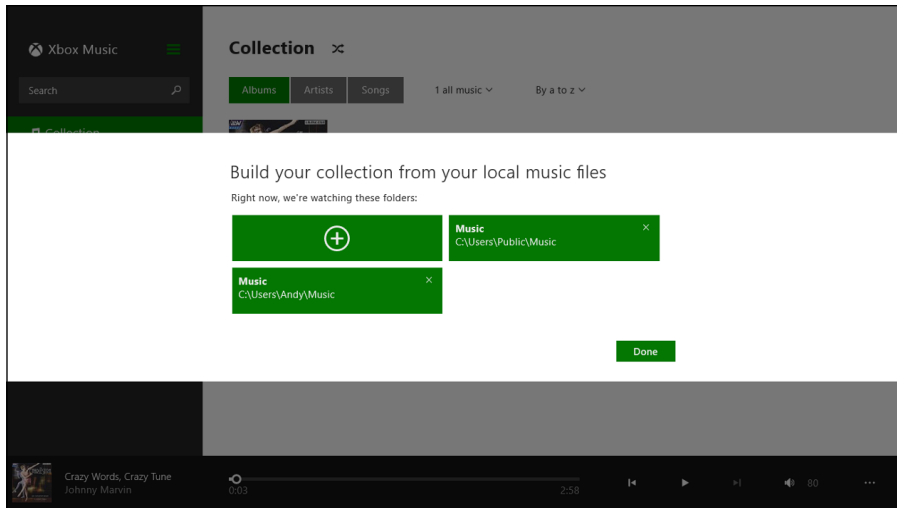 Xbox Music
Search
Collection
Collection
Albums Artists Songs 1 all music By a to z
Build your collection from your local music files
Right now, we're watching these folders:
Music
C:\Users\Public\Music
Music
C:\Users\Andy\Music
Done
Crazy Words, Crazy Tune
Johnny Marvin
0:03
2:58
80